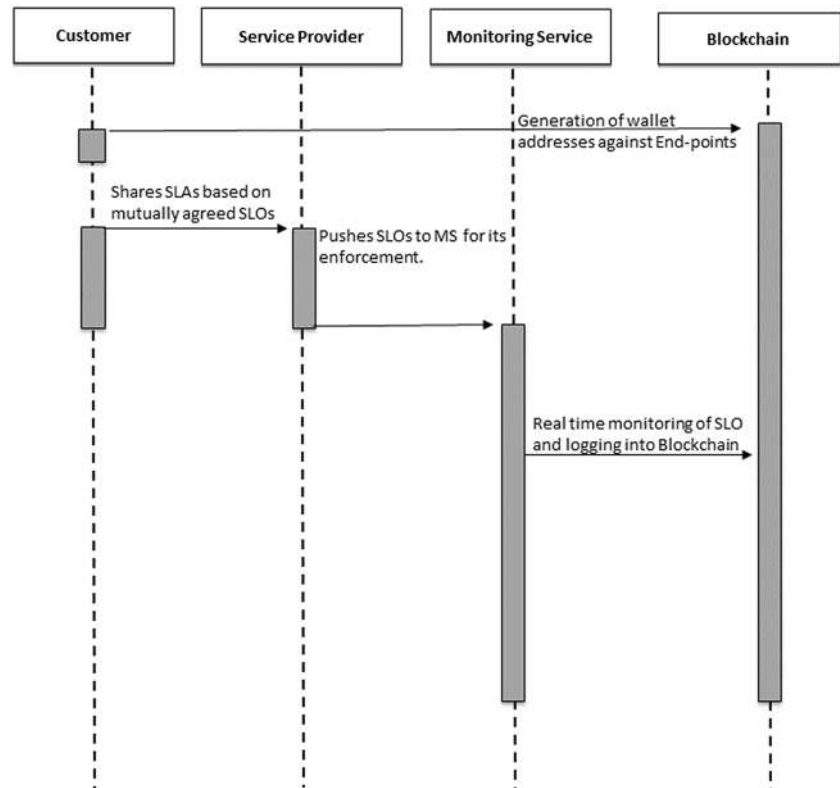 Customer
Service Provider
Monitoring Service
Blockchain
Generation of wallet
addresses against End-points
Shares SLAs based on
mutually agreed SLOs
Pushes SLOs to MS for its
enforcement.
Real time monitoring of SLO
and logging into Blockchain